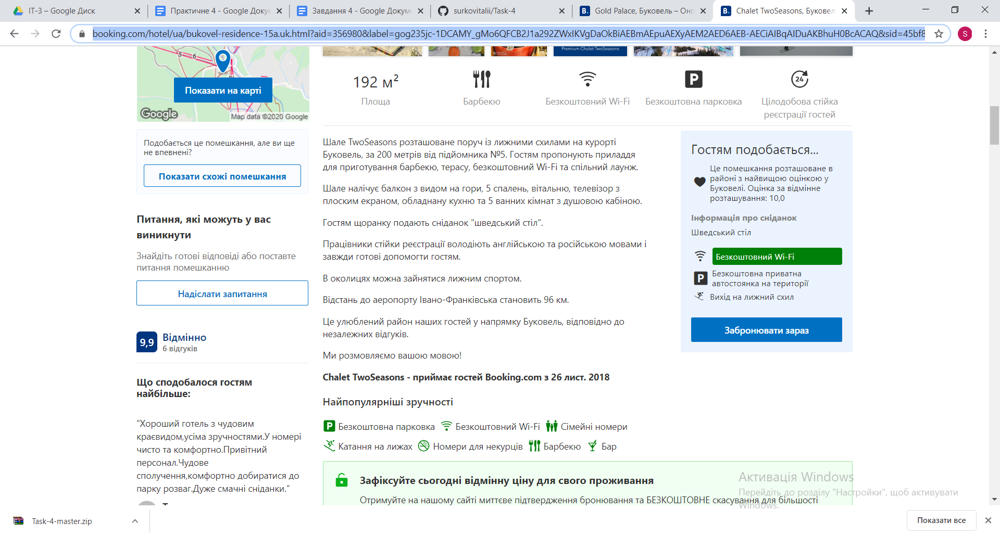 IT-3 – Google Диск
Практичне 4 - Google Докум
Завдання 4 - Google Докуме
surkovitalii/Task-4
Gold Palace, Буковель – Оно
Chalet TwoSeasons, Буковел
booking.com/hotel/ua/bukovel-residence-15a.uk.html?aid=356980&label=gog235jc-1DCAMY_gMo6QFCB2J1a292ZWxIKVgDaOkBiAEBmAEpuAEXyAEM2AED6AEB-AECiAIBqAIDuAKBhuH0BcACAQ&sid=45bf8
S
5
6
Показати на карті
Google
Map data ©2020 Google
Premium Chalet TwoSeasons
192 м²
Площа
Барбекю
Безкоштовний Wi-Fi
P
Безкоштовна парковка
24
Цілодобова стійка
реєстрації гостей
Подобається це помешкання, але ви ще
не впевнені?
Показати схожі помешкання
Питання, які можуть у вас
виникнути
Знайдіть готові відповіді або поставте
питання помешканню
Надіслати запитання
9,9
Відмінно
6 відгуків
Що сподобалося гостям
найбільше:
“Хороший готель з чудовим
краєвидом,усіма зручностями.У номері
чисто та комфортно.Привітний
персонал.Чудове
сполучення,комфортно добиратися до
парку розваг.Дуже смачні сніданки.”
Шале TwoSeasons розташоване поруч із лижними схилами на курорті
Буковель, за 200 метрів від підйомника №5. Гостям пропонують приладдя
для приготування барбекю, терасу, безкоштовний Wi-Fi та спільний лаунж.
Шале налічує балкон з видом на гори, 5 спалень, вітальню, телевізор з
плоским екраном, обладнану кухню та 5 ванних кімнат з душовою кабіною.
Гостям щоранку подають сніданок "шведський стіл".
Працівники стійки реєстрації володіють англійською та російською мовами і
завжди готові допомогти гостям.
В околицях можна зайнятися лижним спортом.
Відстань до аеропорту Івано-Франківська становить 96 км.
Це улюблений район наших гостей у напрямку Буковель, відповідно до
незалежних відгуків.
Ми розмовляємо вашою мовою!
Chalet TwoSeasons - приймає гостей Booking.com з 26 лист. 2018
Найпопулярніші зручності
P Безкоштовна парковка Безкоштовний Wi-Fi Сімейні номери
Катання на лижах Номери для некурців Барбекю Бар
Зафіксуйте сьогодні відмінну ціну для свого проживання
Отримуйте на нашому сайті миттєве підтвердження бронювання та БЕЗКОШТОВНЕ скасування для більшості
Гостям подобається...
Це помешкання розташоване в
районі з найвищою оцінкою у
Буковелі. Оцінка за відмінне
розташування: 10,0
Інформація про сніданок
Шведський стіл
Безкоштовний Wi-Fi
P
Безкоштовна приватна
автостоянка на території
Вихід на лижний схил
Забронювати зараз
Активація Windows
Перейдіть до розділу "Настройки", щоб активувати
Windows.
Task-4-master.zip
Показати все